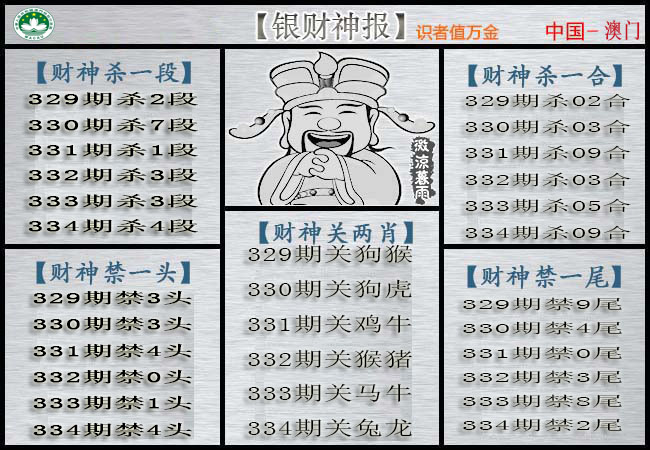 【银财神报】
识者值万金
中国-澳门
【财神杀一段】
329期杀2段
330期杀7段
331期杀1段
332期杀3段
333期杀3段
334期杀4段
微凉暮雨
【财神杀一合】
329期杀02合
330期杀03合
331期杀09合
332期杀03合
333期杀05合
334期杀09合
【财神禁一头】
329期禁3头
330期禁3头
331期禁4头
332期禁0头
333期禁1头
334期禁4头
【财神关两肖】
329期关狗猴
330期关狗虎
331期关鸡牛
332期关猴猪
333期关马牛
334期关兔龙
【财神禁一尾】
329期禁9尾
330期禁4尾
331期禁0尾
332期禁3尾
333期禁8尾
334期禁2尾